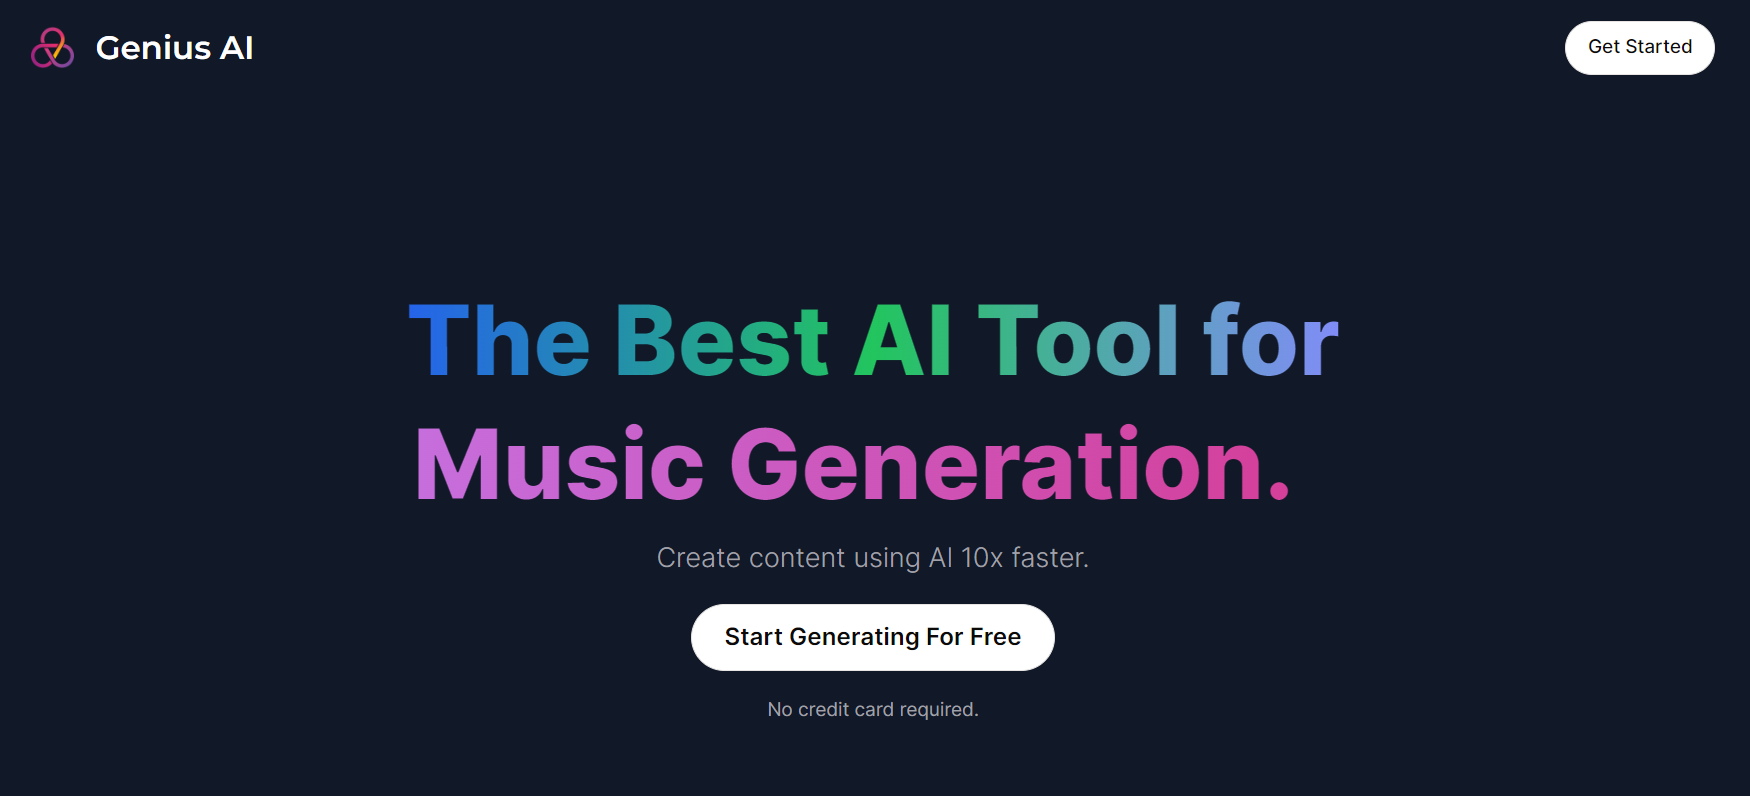 Genius AI
Get Started
The Best AI Tool for
Music Generation.
Create content using AI 10x faster.
Start Generating For Free
No credit card required.